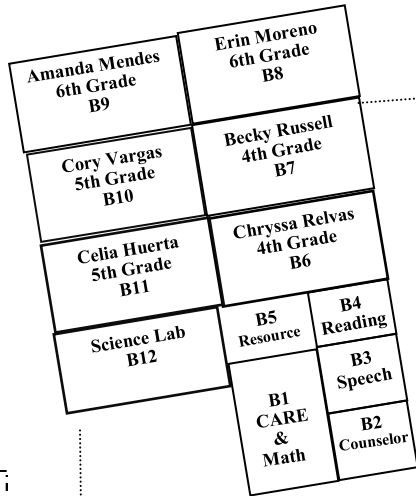 Amanda Mendes
6th Grade
B9
Erin Moreno
6th Grade
B8
Cory Vargas
5th Grade
B10
Becky Russell
4th Grade
B7
Celia Huerta
5th Grade
B11
Chryssa Relvas
4th Grade
B6
Science Lab
B12
B5
Resource
B4
Reading
B1
CARE
&
Math
B3
Speech
B2
Counselor